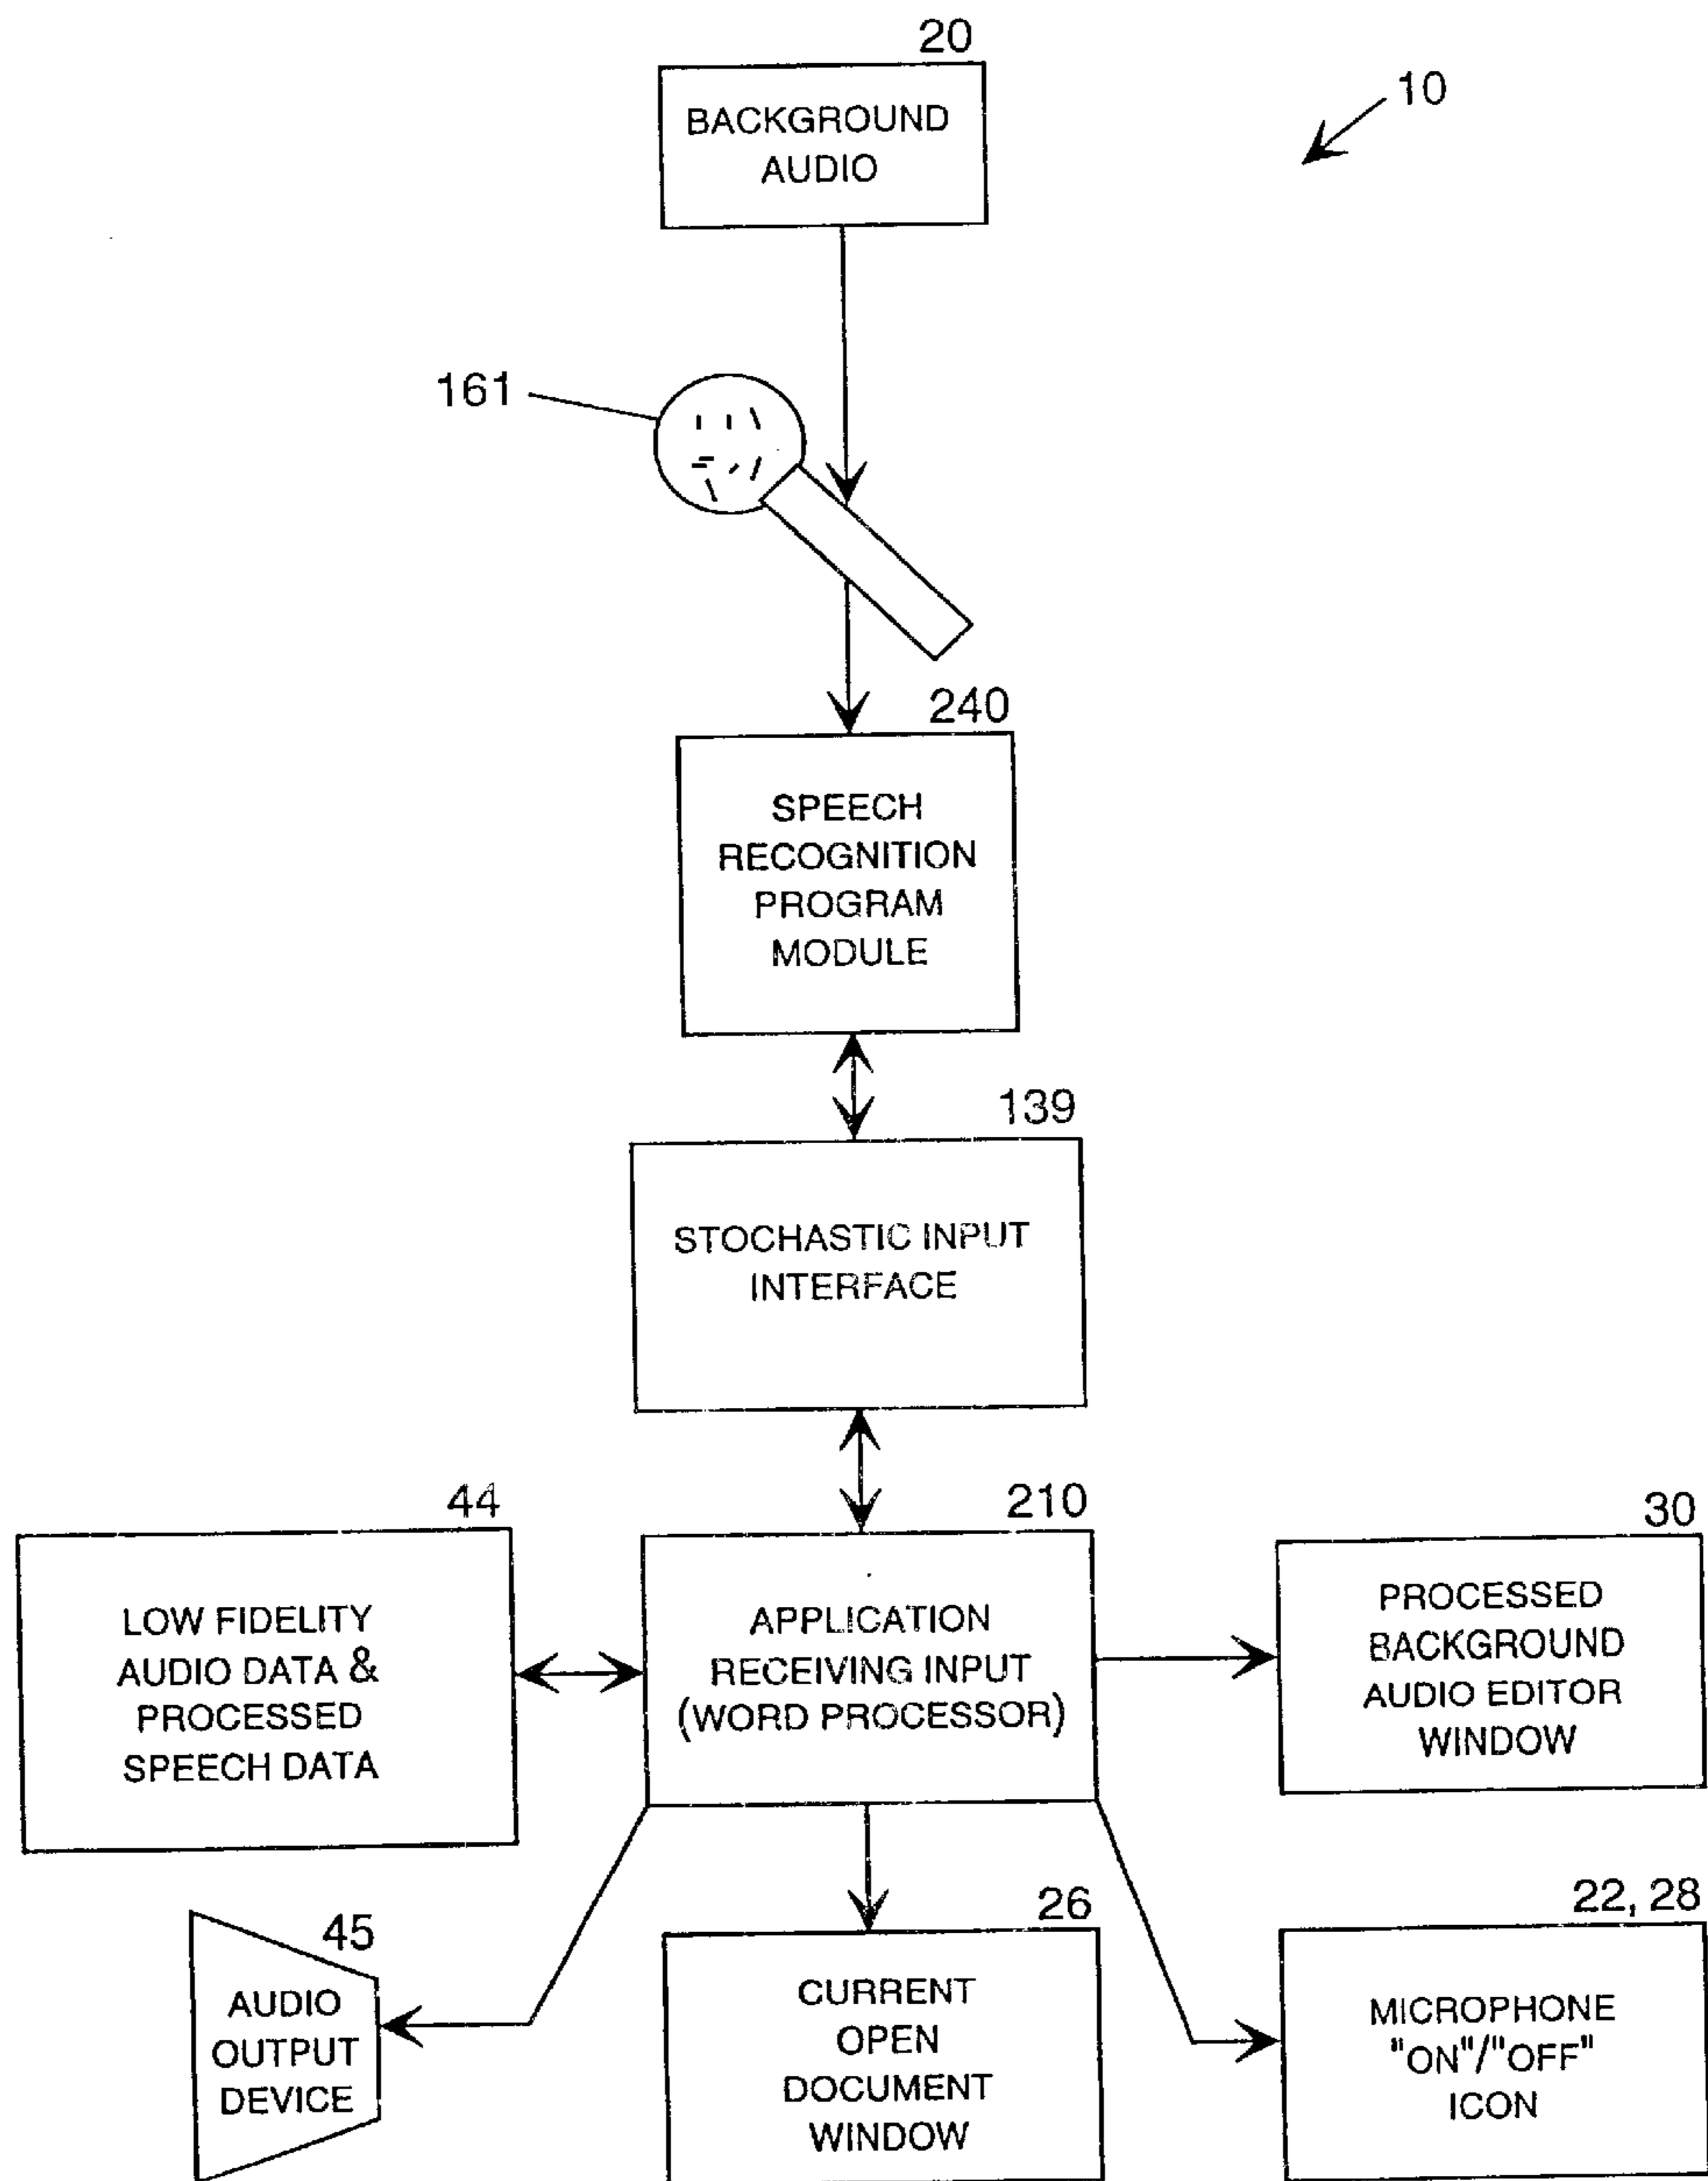 20
BACKGROUND
AUDIO
10
161
240
SPEECH
RECOGNITION
PROGRAM
MODULE
139
STOCHASTIC INPUT
INTERFACE
44
LOW FIDELITY
AUDIO DATA &
PROCESSED
SPEECH DATA
210
APPLICATION
RECEIVING INPUT
(WORD PROCESSOR)
30
PROCESSED
BACKGROUND
AUDIO EDITOR
WINDOW
45
AUDIO
OUTPUT
DEVICE
26
CURRENT
OPEN
DOCUMENT
WINDOW
22, 28
MICROPHONE
"ON"/"OFF"
ICON